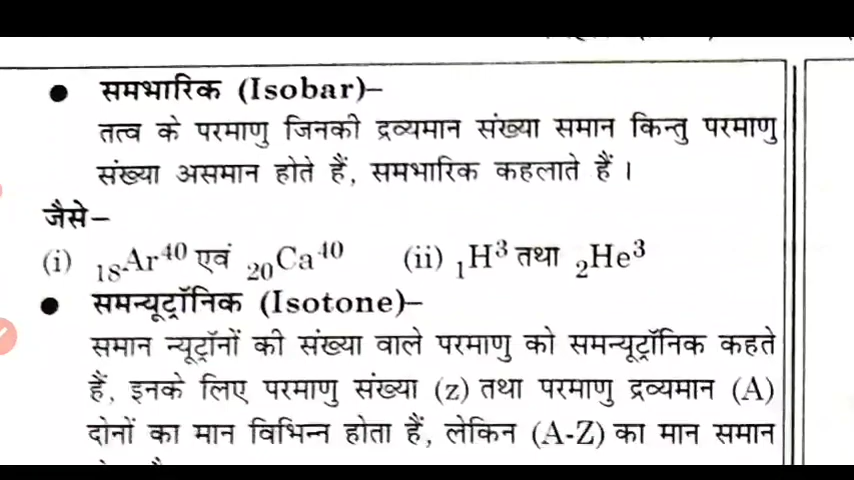 ● समभारिक (Isobar)–
तत्व के परमाणु जिनकी द्रव्यमान संख्या समान किन्तु परमाणु
संख्या असमान होते हैं, समभारिक कहलाते हैं ।
जैसे–
(i) ₁₈Ar⁴⁰ एवं ₂₀Ca⁴⁰ (ii) ₁H³ तथा ₂He³
● समन्यूट्रॉनिक (Isotone)–
समान न्यूट्रॉनों की संख्या वाले परमाणु को समन्यूट्रॉनिक कहते
हैं, इनके लिए परमाणु संख्या (z) तथा परमाणु द्रव्यमान (A)
दोनों का मान विभिन्न होता हैं, लेकिन (A-Z) का मान समान